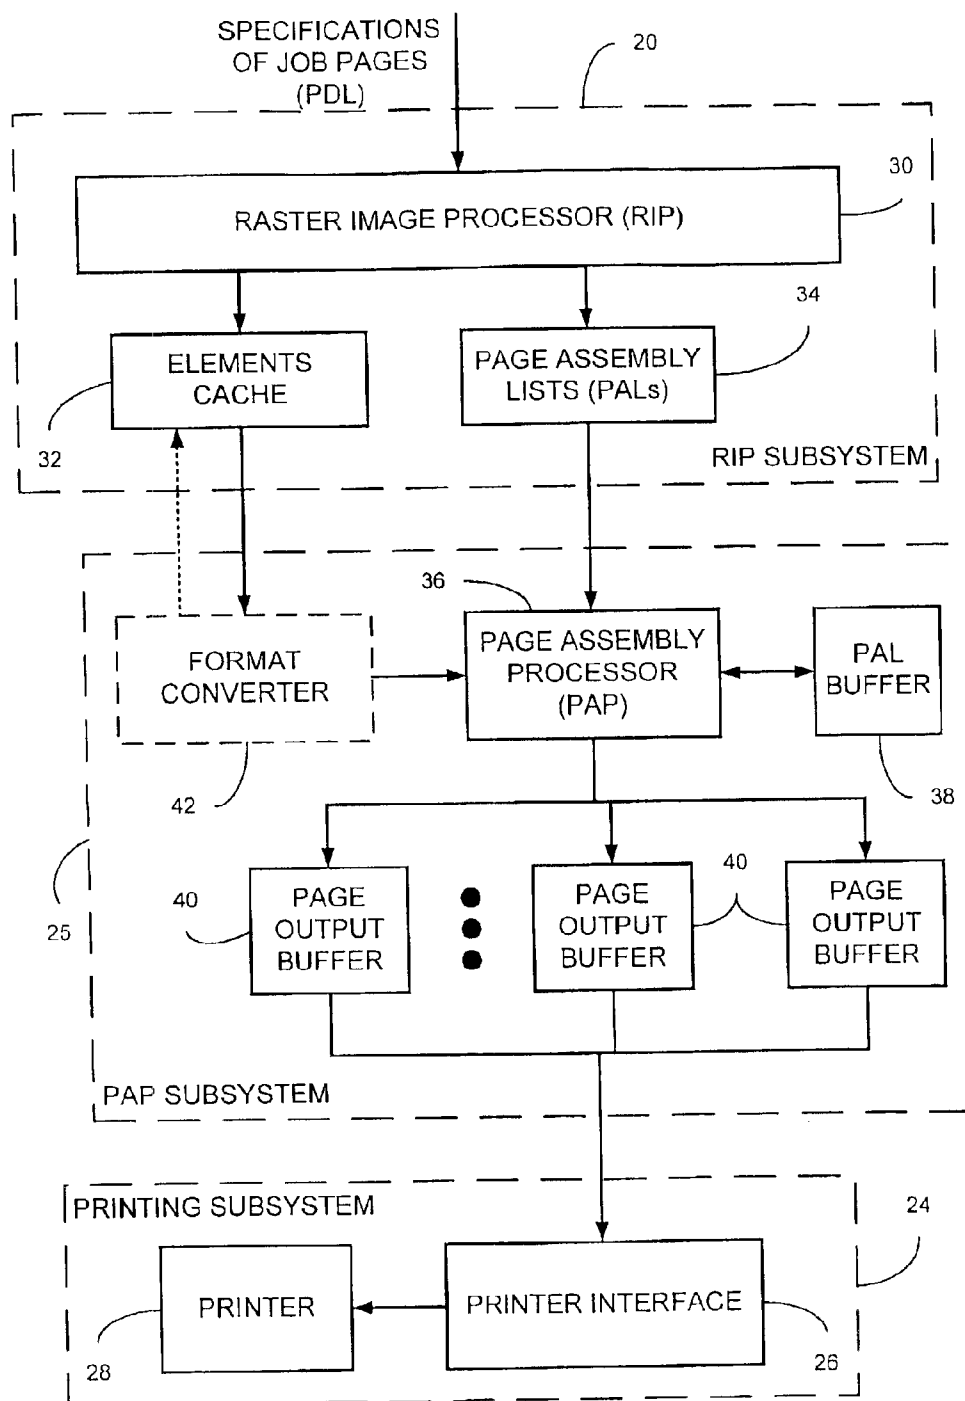 SPECIFICATIONS
OF JOB PAGES
(PDL)
20
30
RASTER IMAGE PROCESSOR (RIP)
34
ELEMENTS
CACHE
PAGE ASSEMBLY
LISTS (PALs)
32
RIP SUBSYSTEM
36
FORMAT
CONVERTER
PAGE ASSEMBLY
PROCESSOR
(PAP)
PAL
BUFFER
42
38
25
40
PAGE
OUTPUT
BUFFER
PAGE
OUTPUT
BUFFER
40
PAGE
OUTPUT
BUFFER
PAP SUBSYSTEM
PRINTING SUBSYSTEM
24
PRINTER
PRINTER INTERFACE
28
26